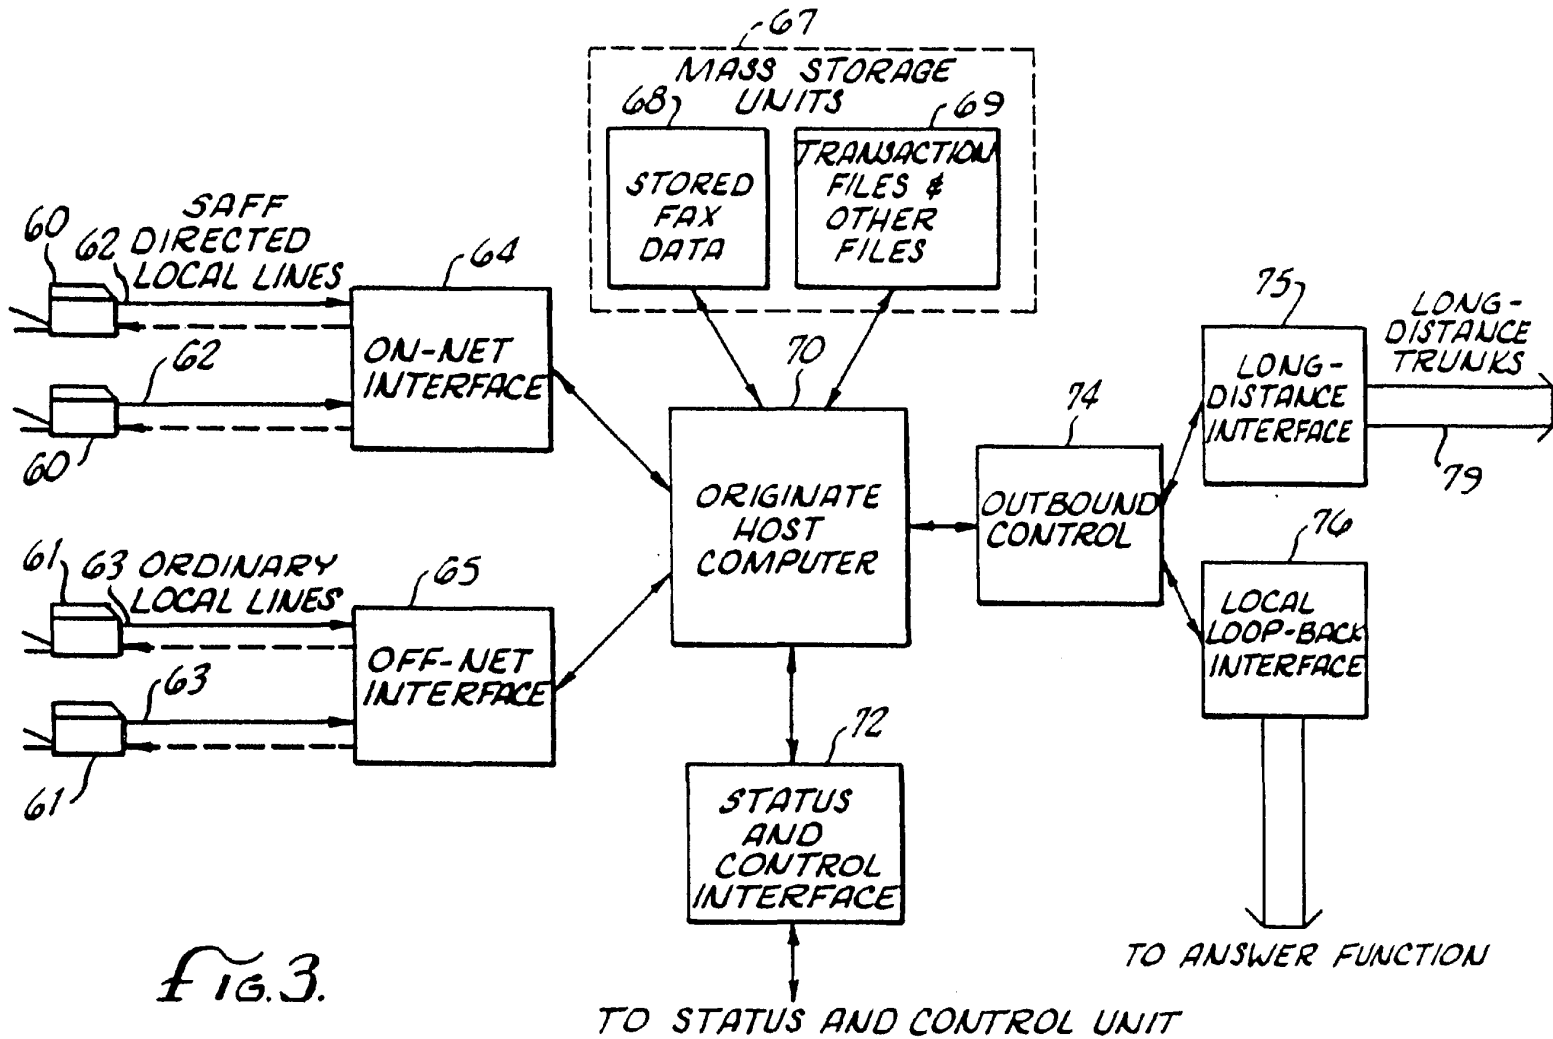 67
MASS STORAGE
UNITS
68
69
STORED
FAX
DATA
TRANSACTION
FILES &
OTHER
FILES
60
62
SAFF
DIRECTED
LOCAL LINES
64
ON-NET
INTERFACE
62
60
61
63
ORDINARY
LOCAL LINES
65
OFF-NET
INTERFACE
63
61
70
ORIGINATE
HOST
COMPUTER
74
OUTBOUND
CONTROL
75
LONG-
DISTANCE
INTERFACE
LONG-
DISTANCE
TRUNKS
79
76
LOCAL
LOOP-BACK
INTERFACE
72
STATUS
AND
CONTROL
INTERFACE
TO ANSWER FUNCTION
TO STATUS AND CONTROL UNIT
FIG. 3.